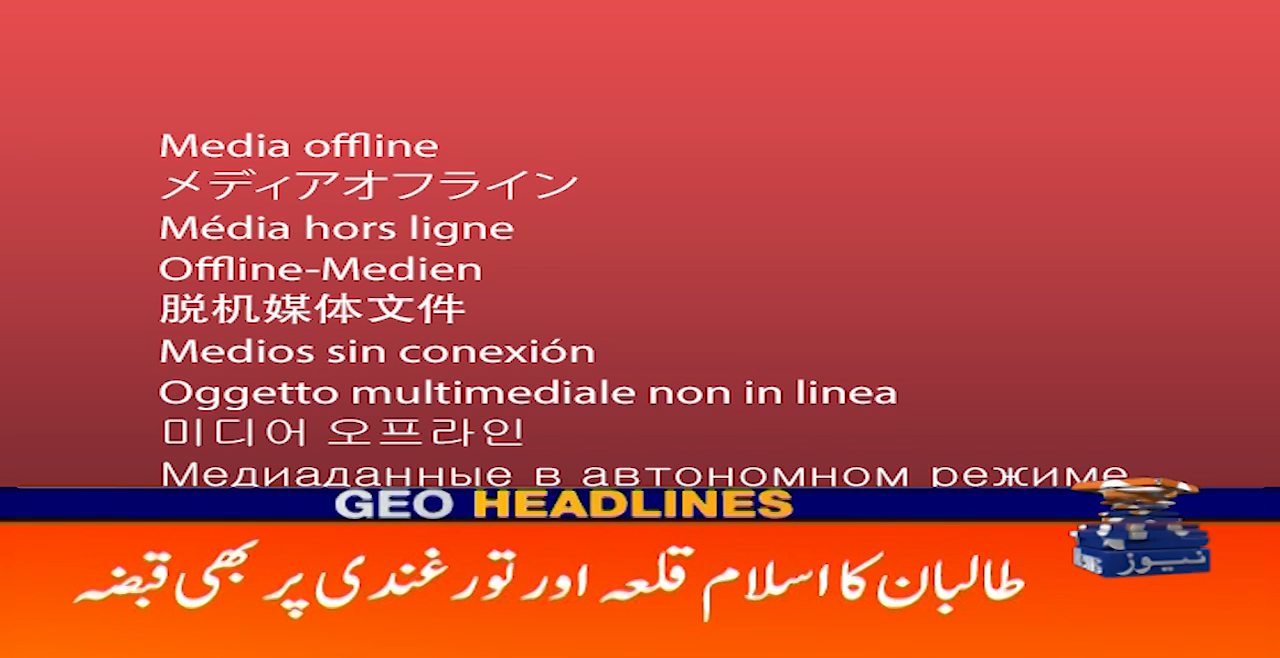 Media offline
メディアオフライン
Média hors ligne
Offline-Medien
脱机媒体文件
Medios sin conexión
Oggetto multimediale non in linea
미디어 오프라인
Медиаданные в автономном режиме
GEO HEADLINES
نیوز
طالبان کا اسلام قلعہ اور تورغندی پر بھی قبضہ